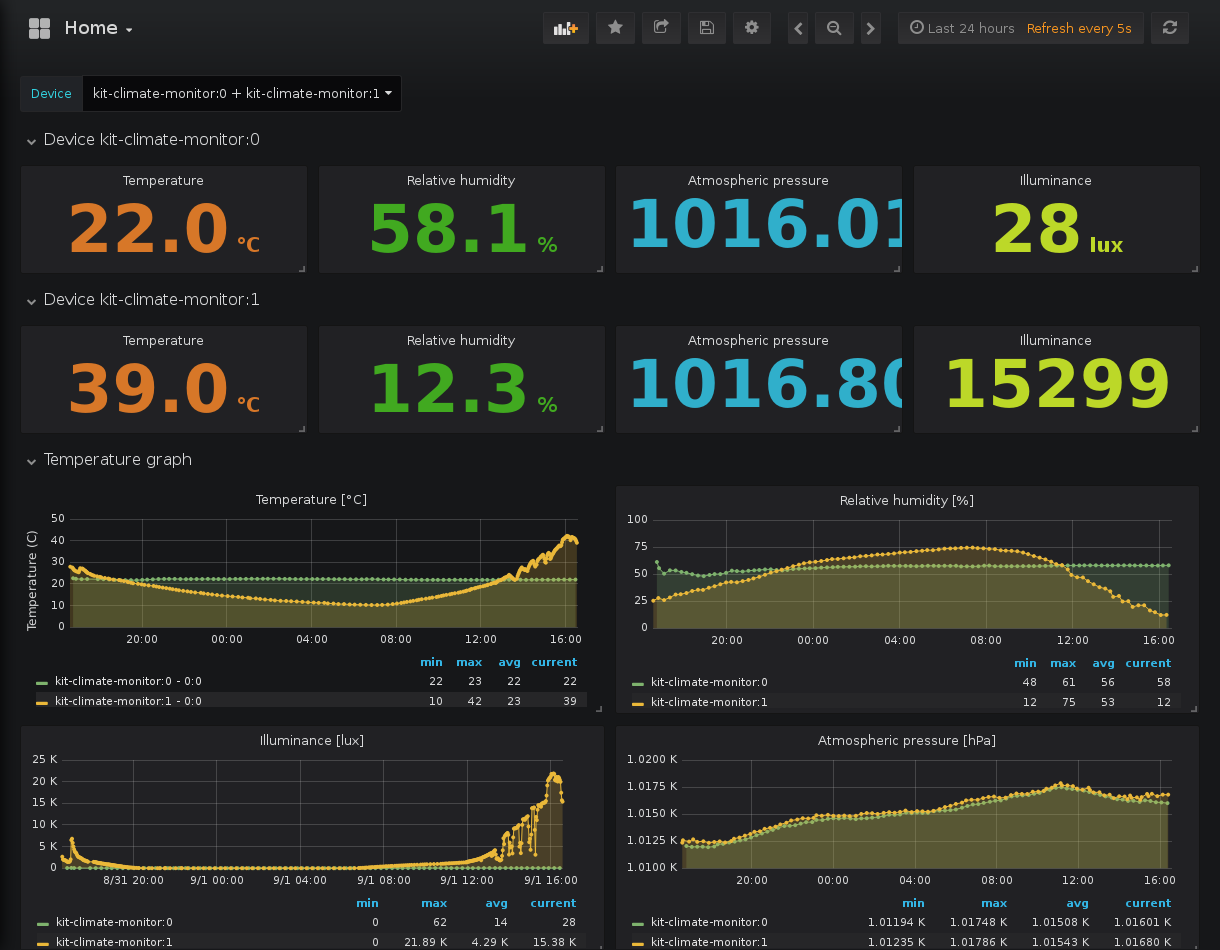 Home
Last 24 hours Refresh every 5s
Device kit-climate-monitor:0 + kit-climate-monitor:1
Device kit-climate-monitor:0
Temperature Relative humidity Atmospheric pressure Illuminance
22.0 °C 58.1 % 1016.01 28 lux
Device kit-climate-monitor:1
Temperature Relative humidity Atmospheric pressure Illuminance
39.0 °C 12.3 % 1016.80 15299
Temperature graph
Temperature [°C]
Temperature (C)
50
40
30
20
10
0
20:00 00:00 04:00 08:00 12:00 16:00
min max avg current
kit-climate-monitor:0 - 0:0 22 23 22 22
kit-climate-monitor:1 - 0:0 10 42 23 39
Relative humidity [%]
100
75
50
25
0
20:00 00:00 04:00 08:00 12:00 16:00
min max avg current
kit-climate-monitor:0 48 61 56 58
kit-climate-monitor:1 12 75 53 12
Illuminance [lux]
25 K
20 K
15 K
10 K
5 K
0
8/31 20:00 9/1 00:00 9/1 04:00 9/1 08:00 9/1 12:00 9/1 16:00
min max avg current
kit-climate-monitor:0 0 62 14 28
kit-climate-monitor:1 0 21.89 K 4.29 K 15.38 K
Atmospheric pressure [hPa]
1.0200 K
1.0175 K
1.0150 K
1.0125 K
1.0100 K
20:00 00:00 04:00 08:00 12:00 16:00
min max avg current
kit-climate-monitor:0 1.01194 K 1.01748 K 1.01508 K 1.01601 K
kit-climate-monitor:1 1.01235 K 1.01786 K 1.01543 K 1.01680 K